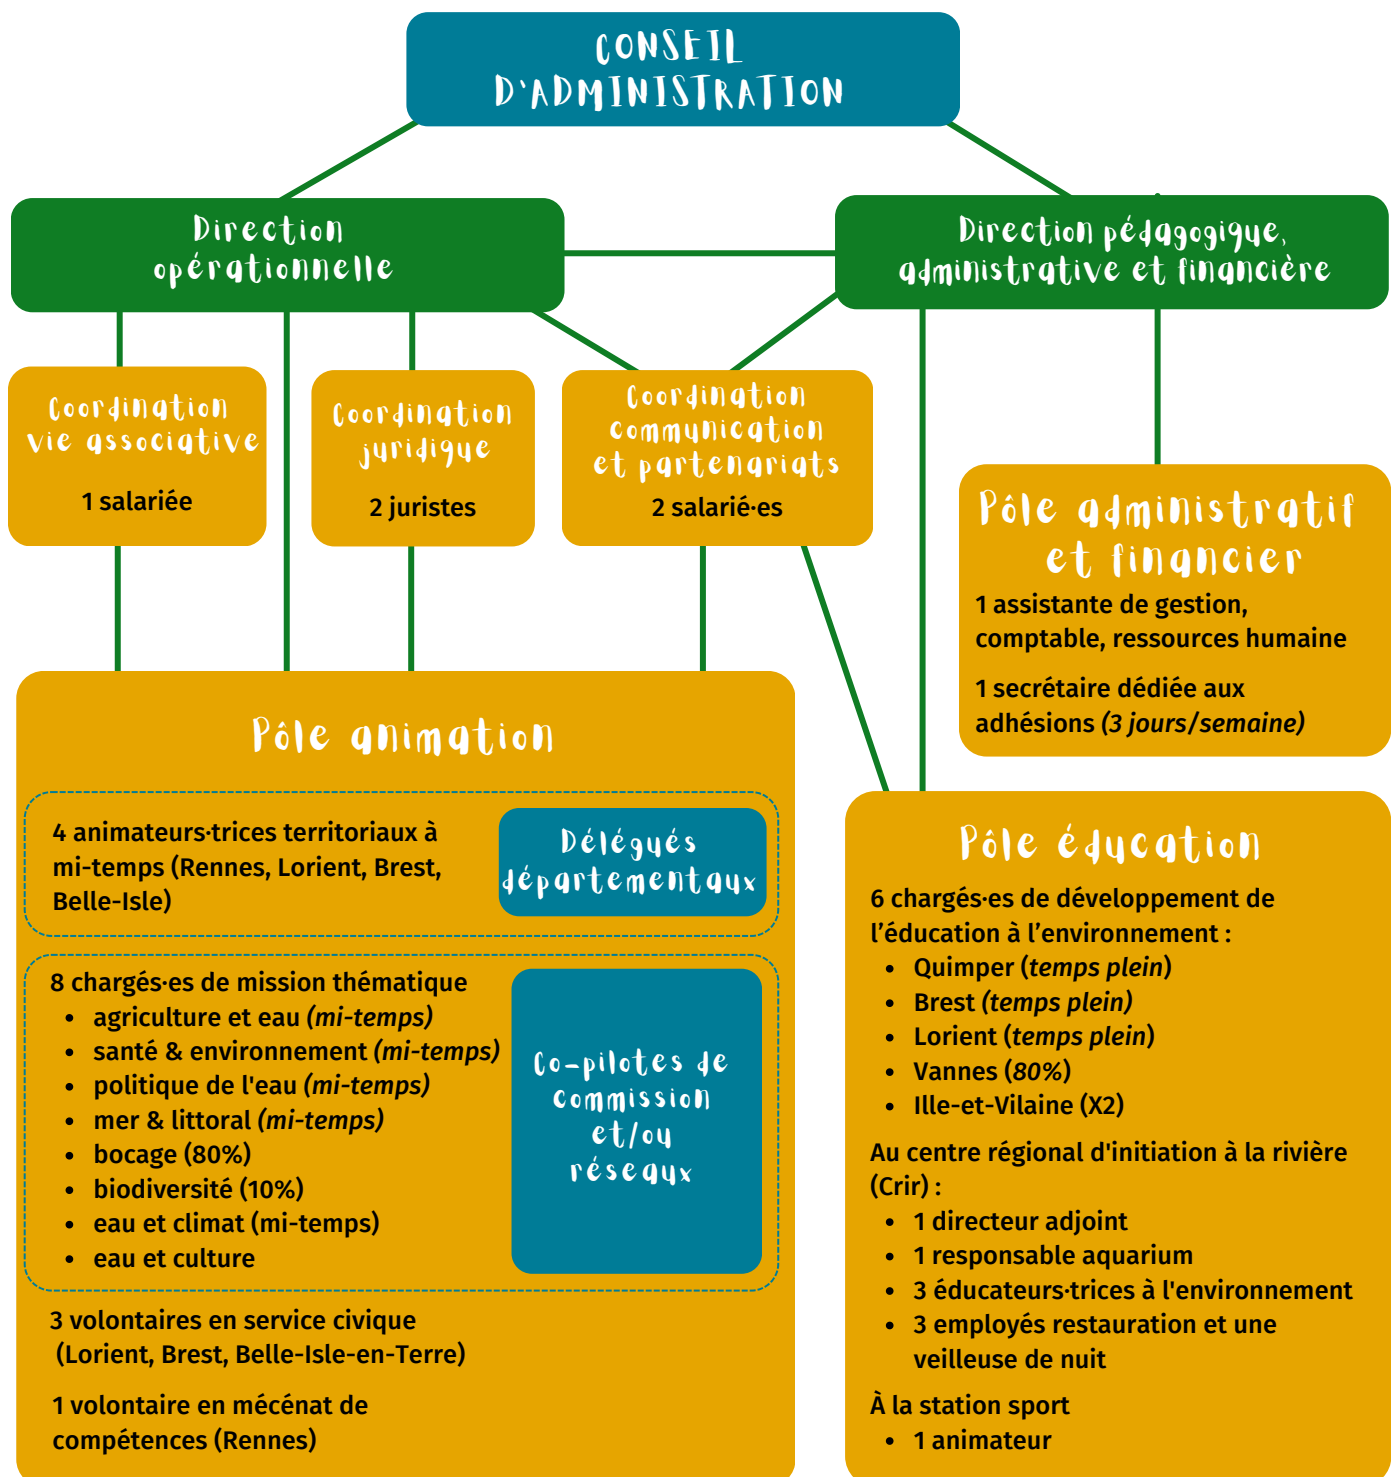 CONSEIL
D'ADMINISTRATION
Direction
opérationnelle
Direction pédagogique,
administrative et financière
Coordination
vie associative
1 salariée
Coordination
juridique
2 juristes
Coordination
communication
et partenariats
2 salarié·es
Pôle administratif
et financier
1 assistante de gestion,
comptable, ressources humaine
1 secrétaire dédiée aux
adhésions (3 jours/semaine)
Pôle animation
4 animateurs·trices territoriaux à
mi-temps (Rennes, Lorient, Brest,
Belle-Isle)
Délégués
départementaux
8 chargés·es de mission thématique
• agriculture et eau (mi-temps)
• santé & environnement (mi-temps)
• politique de l'eau (mi-temps)
• mer & littoral (mi-temps)
• bocage (80%)
• biodiversité (10%)
• eau et climat (mi-temps)
• eau et culture
Co-pilotes de
commission
et/ou
réseaux
3 volontaires en service civique
(Lorient, Brest, Belle-Isle-en-Terre)
1 volontaire en mécénat de
compétences (Rennes)
Pôle éducation
6 chargés·es de développement de
l’éducation à l’environnement :
• Quimper (temps plein)
• Brest (temps plein)
• Lorient (temps plein)
• Vannes (80%)
• Ille-et-Vilaine (X2)
Au centre régional d'initiation à la rivière
(Crir) :
• 1 directeur adjoint
• 1 responsable aquarium
• 3 éducateurs·trices à l'environnement
• 3 employés restauration et une
veilleuse de nuit
À la station sport
• 1 animateur